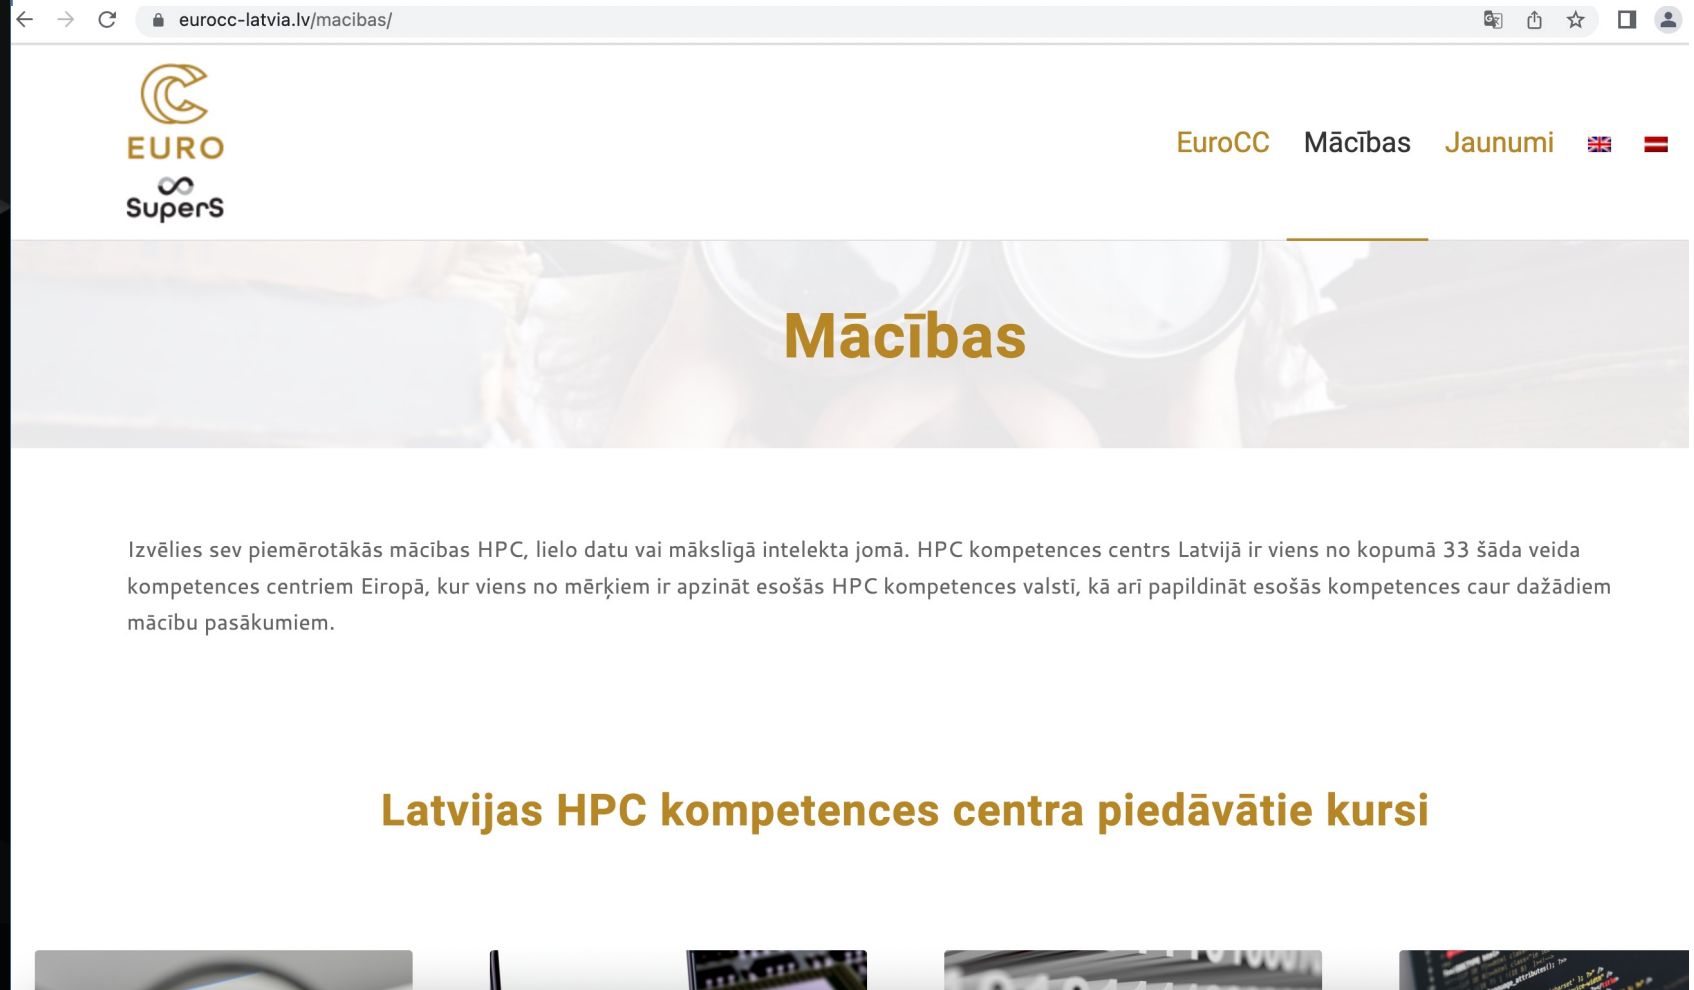 eurocc-latvia.lv/macibas/
EURO
SuperS
EuroCC Mācības Jaunumi
Mācības
Izvēlies sev piemērotākās mācības HPC, lielo datu vai mākslīgā intelekta jomā. HPC kompetences centrs Latvijā ir viens no kopumā 33 šāda veida
kompetences centriem Eiropā, kur viens no mērķiem ir apzināt esošās HPC kompetences valstī, kā arī papildināt esošās kompetences caur dažādiem
mācību pasākumiem.
Latvijas HPC kompetences centra piedāvātie kursi